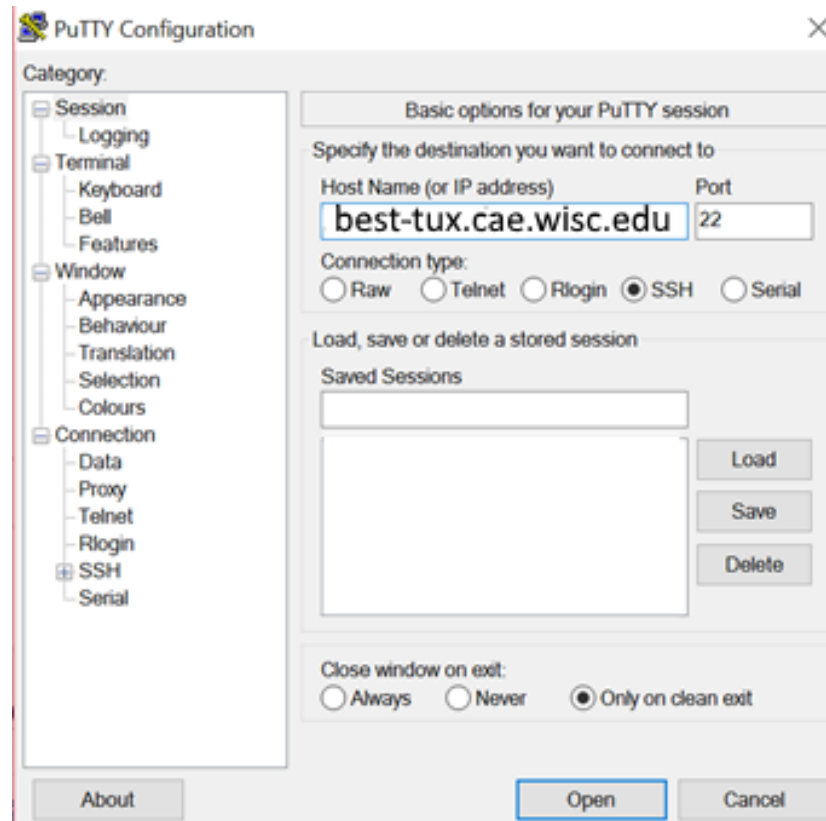 PuTTY Configuration
Category:
Session
Logging
Terminal
Keyboard
Bell
Features
Window
Appearance
Behaviour
Translation
Selection
Colours
Connection
Data
Proxy
Telnet
Rlogin
SSH
Serial
Basic options for your PuTTY session
Specify the destination you want to connect to
Host Name (or IP address) Port
best-tux.cae.wisc.edu 22
Connection type:
Raw Telnet Rlogin SSH Serial
Load, save or delete a stored session
Saved Sessions
Load
Save
Delete
Close window on exit:
Always Never Only on clean exit
About Open Cancel